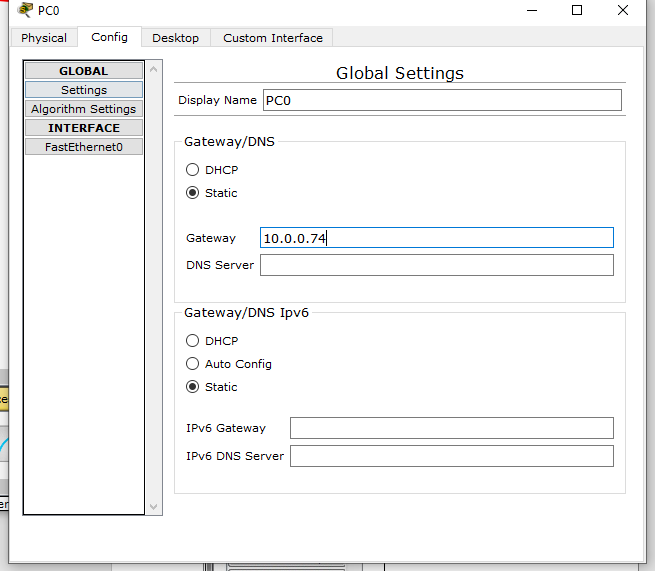 PC0
Physical Config Desktop Custom Interface
GLOBAL
Settings
Algorithm Settings
INTERFACE
FastEthernet0
Global Settings
Display Name PC0
Gateway/DNS
DHCP
Static
Gateway 10.0.0.74
DNS Server
Gateway/DNS Ipv6
DHCP
Auto Config
Static
IPv6 Gateway
IPv6 DNS Server